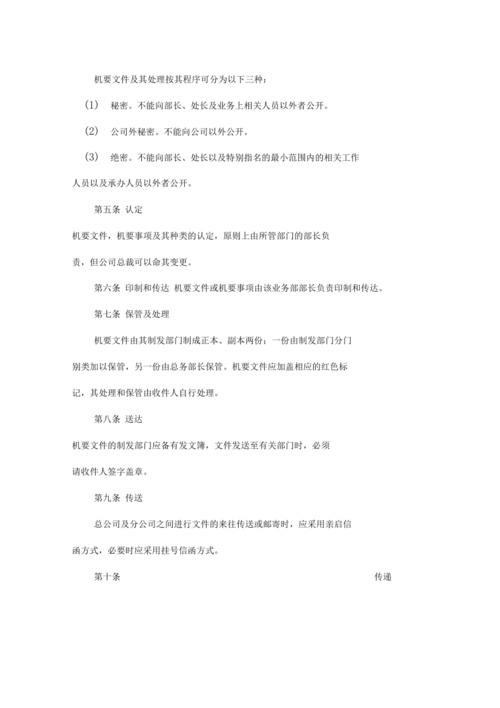 机要文件及其处理按其程序可分为以下三种：
(1) 秘密。不能向部长、处长及业务上相关人员以外者公开。
(2) 公司外秘密。不能向公司以外公开。
(3) 绝密。不能向部长、处长以及特别指名的最小范围内的相关工作
人员以及承办人员以外者公开。
第五条 认定
机要文件，机要事项及其种类的认定，原则上由所管部门的部长负
责，但公司总裁可以命其变更。
第六条 印制和传达 机要文件或机要事项由该业务部部长负责印制和传达。
第七条 保管及处理
机要文件由其制发部门制成正本、副本两份；一份由制发部门分门
别类加以保管，另一份由总务部长保管。机要文件应加盖相应的红色标
记，其处理和保管由收件人自行处理。
第八条 送达
机要文件的制发部门应备有发文簿，文件发送至有关部门时，必须
请收件人签字盖章。
第九条 传送
总公司及分公司之间进行文件的来往传送或邮寄时，应采用亲启信
函方式，必要时应采用挂号信函方式。
第十条 传递